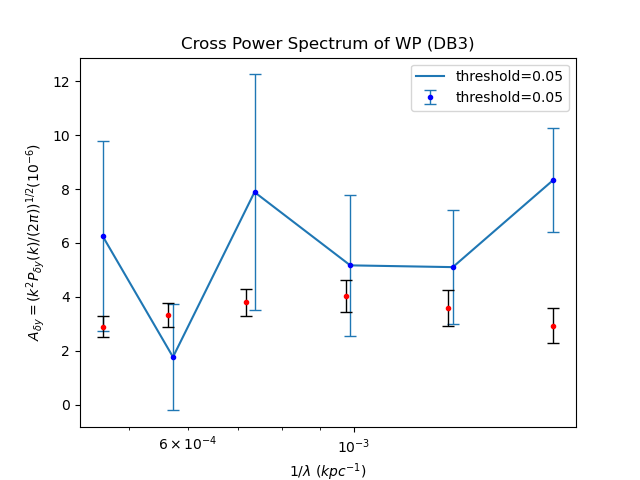 Cross Power Spectrum of WP (DB3)
threshold=0.05
threshold=0.05
12
10
8
6
4
2
0
A_{δy} = (k^2P_{δy}(k)/(2π))^{1/2}(10^{-6})
6 × 10^{-4}
10^{-3}
1/λ (kpc^{-1})